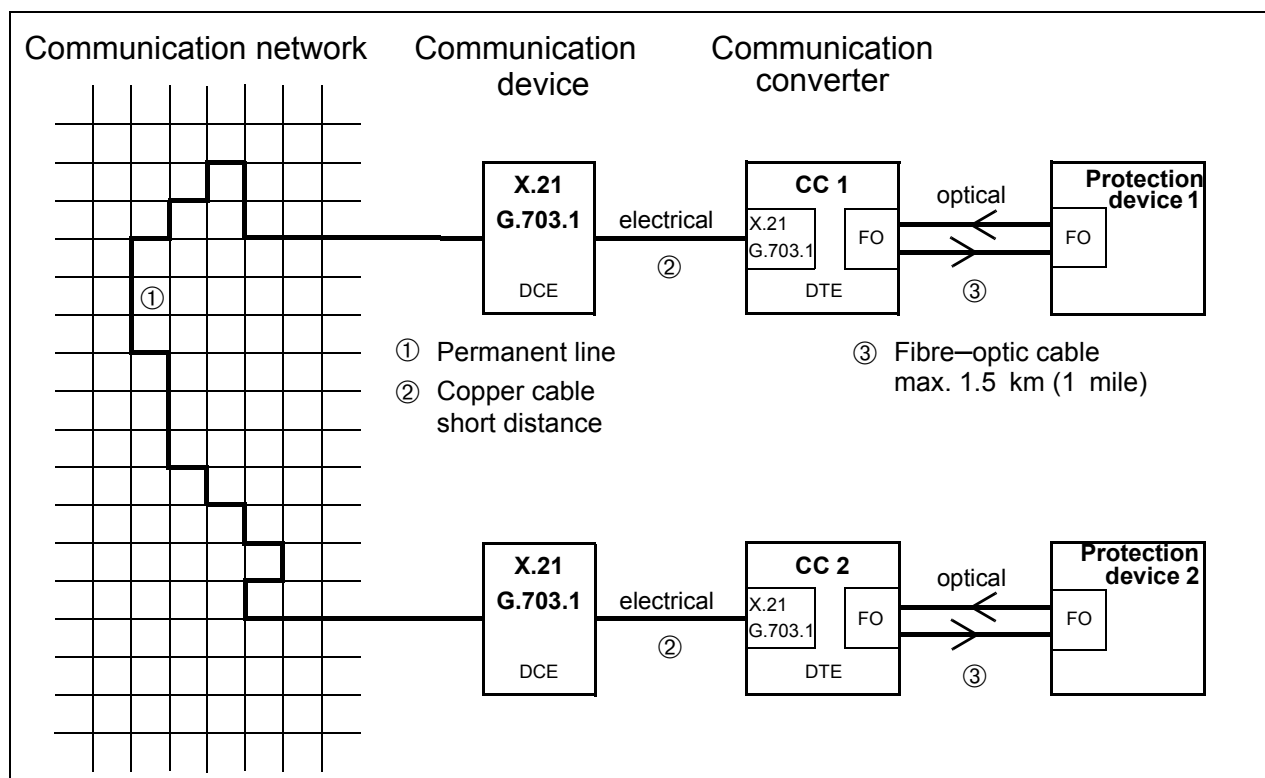 Communication network
Communication
device
Communication
converter
X.21
G.703.1
DCE
electrical
②
CC 1
X.21
G.703.1
FO
DTE
optical
③
Protection
device 1
FO
①
① Permanent line
② Copper cable
short distance
③ Fibre–optic cable
max. 1.5 km (1 mile)
X.21
G.703.1
DCE
electrical
②
CC 2
X.21
G.703.1
FO
DTE
optical
③
Protection
device 2
FO